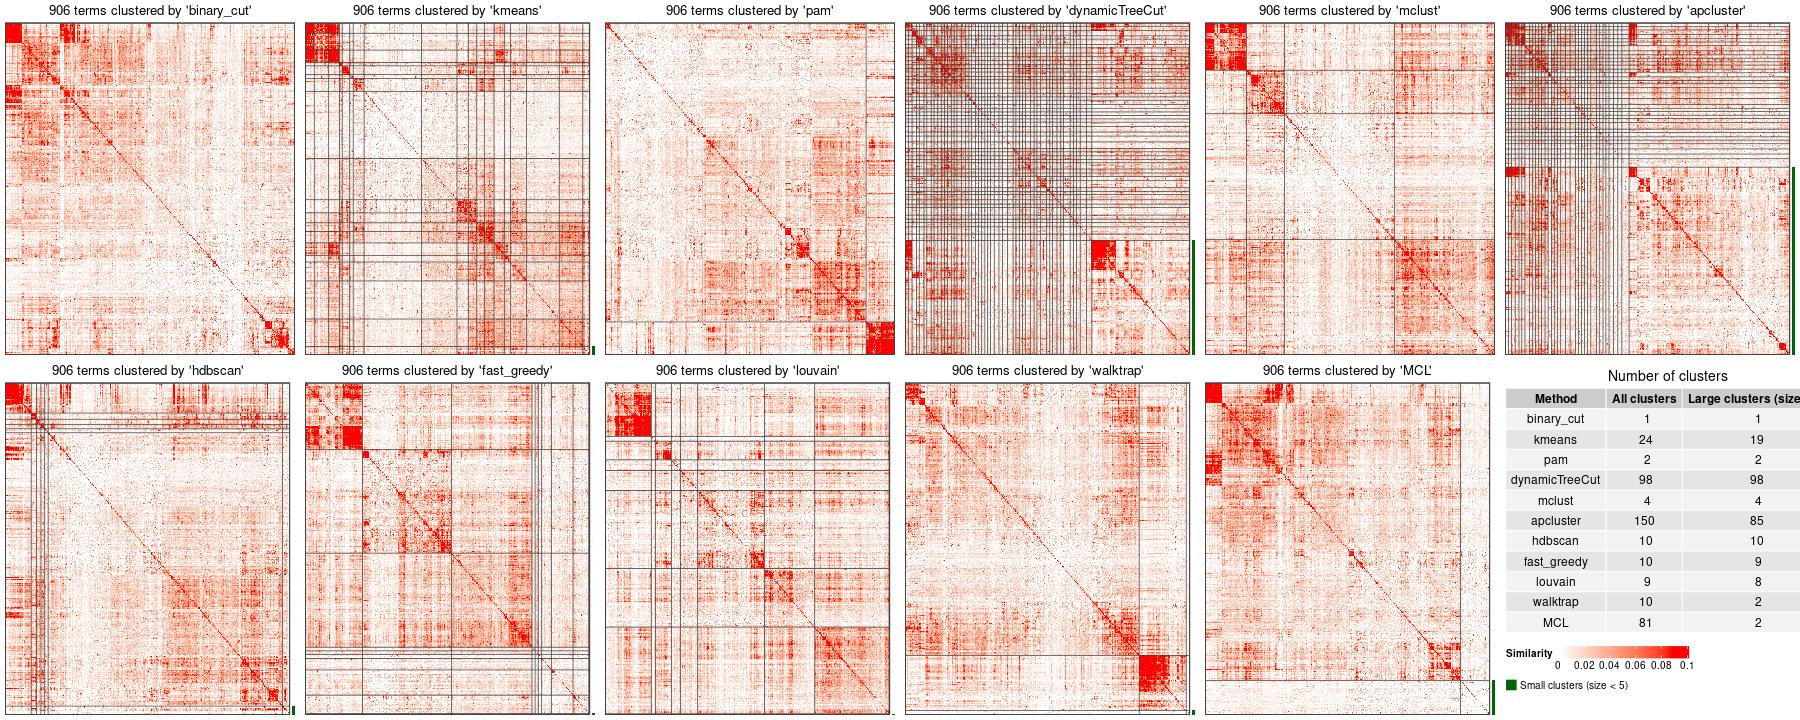 906 terms clustered by 'binary_cut'
906 terms clustered by 'kmeans'
906 terms clustered by 'pam'
906 terms clustered by 'dynamicTreeCut'
906 terms clustered by 'mclust'
906 terms clustered by 'apcluster'
906 terms clustered by 'hdbscan'
906 terms clustered by 'fast_greedy'
906 terms clustered by 'louvain'
906 terms clustered by 'walktrap'
906 terms clustered by 'MCL'
Number of clusters
Method All clusters Large clusters (size
binary_cut 1 1
kmeans 24 19
pam 2 2
dynamicTreeCut 98 98
mclust 4 4
apcluster 150 85
hdbscan 10 10
fast_greedy 10 9
louvain 9 8
walktrap 10 2
MCL 81 2
Similarity
0 0.02 0.04 0.06 0.08 0.1
Small clusters (size < 5)